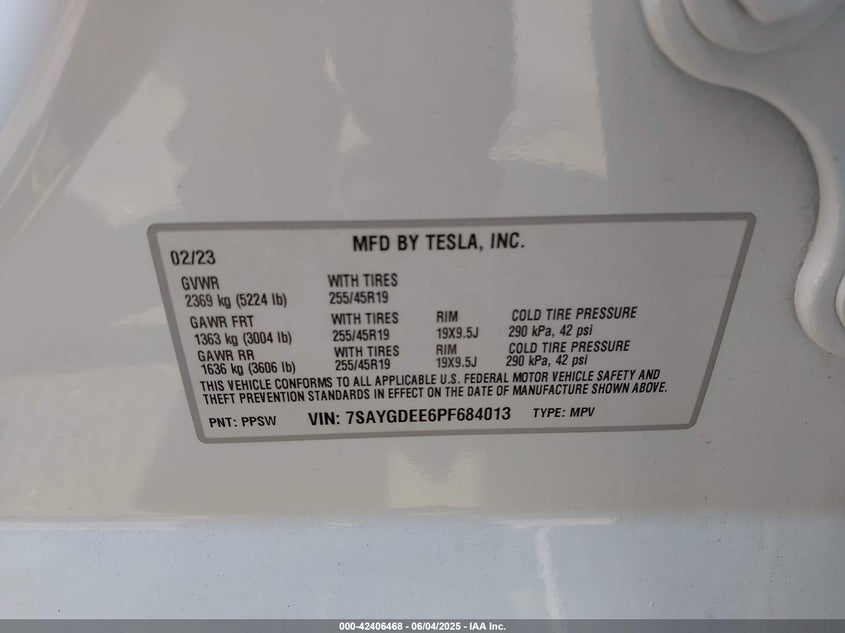 MFD BY TESLA, INC.
02/23
GVWR WITH TIRES
2369 kg (5224 lb) 255/45R19
GAWR FRT WITH TIRES RIM COLD TIRE PRESSURE
1363 kg (3004 lb) 255/45R19 19X9.5J 290 kPa, 42 psi
GAWR RR WITH TIRES RIM COLD TIRE PRESSURE
1636 kg (3606 lb) 255/45R19 19X9.5J 290 kPa, 42 psi
THIS VEHICLE CONFORMS TO ALL APPLICABLE U.S. FEDERAL MOTOR VEHICLE SAFETY AND
THEFT PREVENTION STANDARDS IN EFFECT ON THE DATE OF MANUFACTURE SHOWN ABOVE.
PNT: PPSW VIN: 7SAYGDEE6PF684013 TYPE: MPV
000-42406468 - 06/04/2025 - IAA Inc.